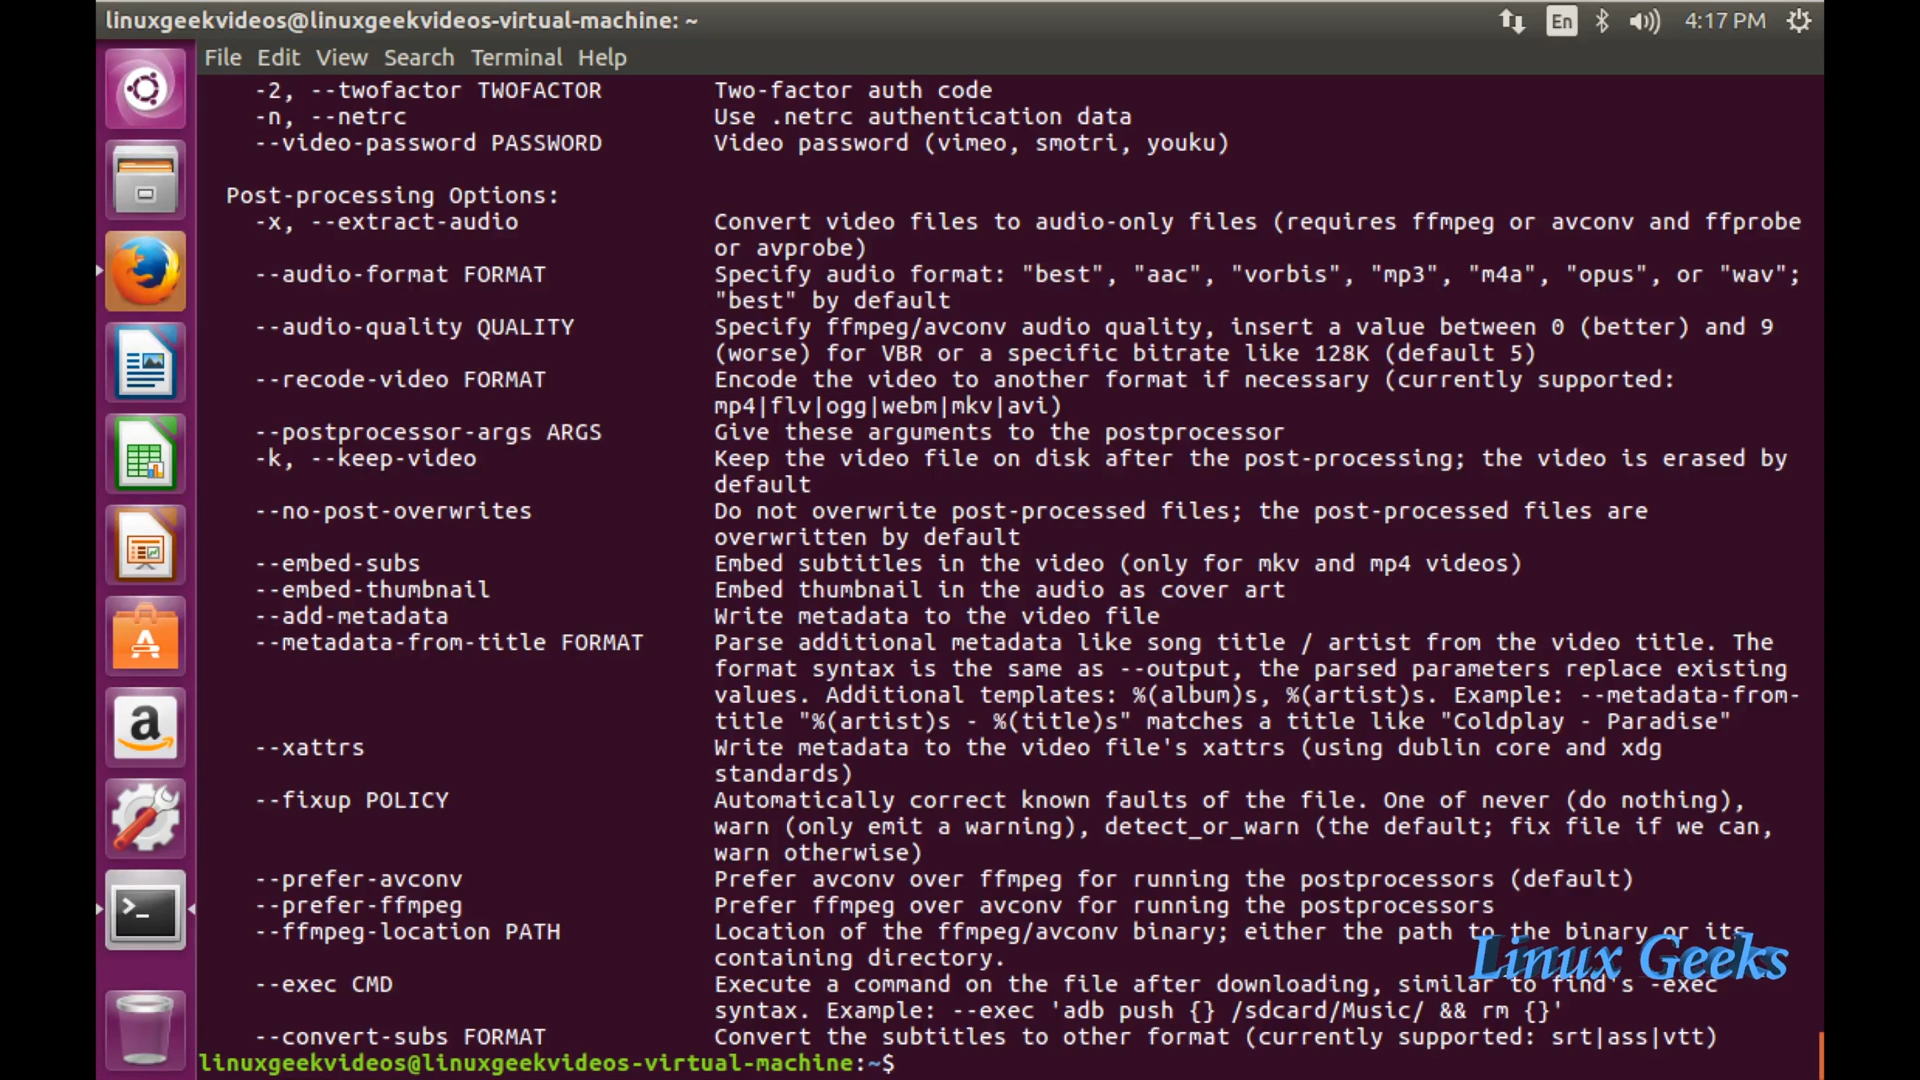 linuxgeekvideos@linuxgeekvideos-virtual-machine: ~
En
4:17 PM
File Edit View Search Terminal Help
-2, --twofactor TWOFACTOR Two-factor auth code
-n, --netrc Use .netrc authentication data
--video-password PASSWORD Video password (vimeo, smotri, youku)
Post-processing Options:
-x, --extract-audio Convert video files to audio-only files (requires ffmpeg or avconv and ffprobe
or avprobe)
--audio-format FORMAT Specify audio format: "best", "aac", "vorbis", "mp3", "m4a", "opus", or "wav";
"best" by default
--audio-quality QUALITY Specify ffmpeg/avconv audio quality, insert a value between 0 (better) and 9
(worse) for VBR or a specific bitrate like 128K (default 5)
--recode-video FORMAT Encode the video to another format if necessary (currently supported:
mp4|flv|ogg|webm|mkv|avi)
--postprocessor-args ARGS Give these arguments to the postprocessor
-k, --keep-video Keep the video file on disk after the post-processing; the video is erased by
default
--no-post-overwrites Do not overwrite post-processed files; the post-processed files are
overwritten by default
--embed-subs Embed subtitles in the video (only for mkv and mp4 videos)
--embed-thumbnail Embed thumbnail in the audio as cover art
--add-metadata Write metadata to the video file
--metadata-from-title FORMAT Parse additional metadata like song title / artist from the video title. The
format syntax is the same as --output, the parsed parameters replace existing
values. Additional templates: %(album)s, %(artist)s. Example: --metadata-from-
title "%(artist)s - %(title)s" matches a title like "Coldplay - Paradise"
--xattrs Write metadata to the video file's xattrs (using dublin core and xdg
standards)
--fixup POLICY Automatically correct known faults of the file. One of never (do nothing),
warn (only emit a warning), detect_or_warn (the default; fix file if we can,
warn otherwise)
--prefer-avconv Prefer avconv over ffmpeg for running the postprocessors (default)
--prefer-ffmpeg Prefer ffmpeg over avconv for running the postprocessors
--ffmpeg-location PATH Location of the ffmpeg/avconv binary; either the path to the binary or its
containing directory.
Linux Geeks
--exec CMD Execute a command on the file after downloading, similar to find's -exec
syntax. Example: --exec 'adb push {} /sdcard/Music/ && rm {}'
--convert-subs FORMAT Convert the subtitles to other format (currently supported: srt|ass|vtt)
linuxgeekvideos@linuxgeekvideos-virtual-machine:~$